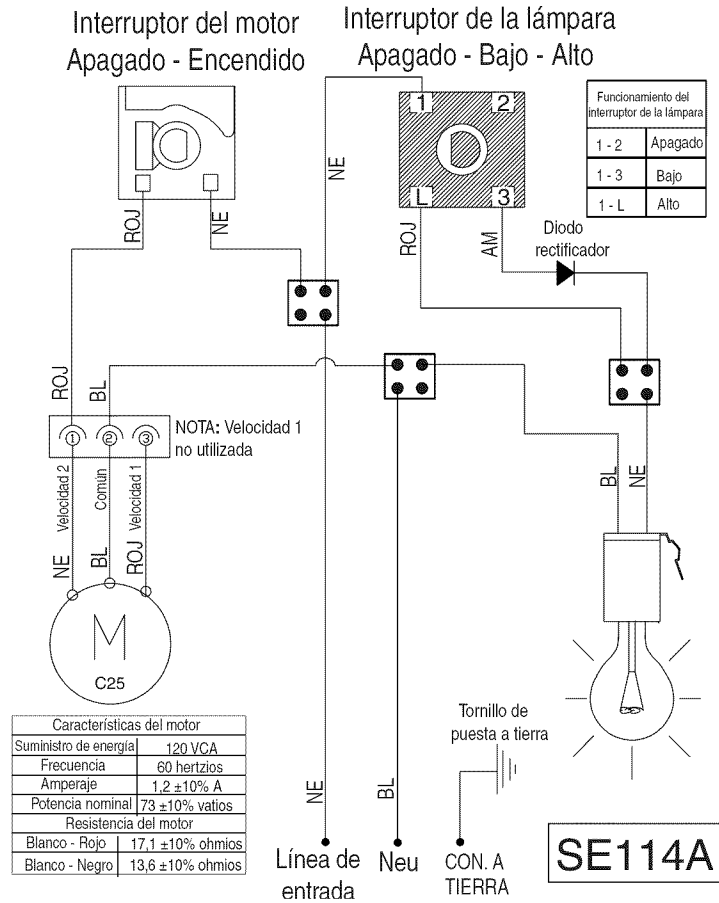 Interruptor del motor
Apagado - Encendido
Interruptor de la lámpara
Apagado - Bajo - Alto
1
2
L
3
Funcionamiento del
interruptor de la lámpara
1 - 2 Apagado
1 - 3 Bajo
1 - L Alto
ROJ
NE
NE
ROJ
AM
Diodo
rectificador
ROJ
BL
1
2
3
NOTA: Velocidad 1
no utilizada
Velocidad 2
Común
Velocidad 1
NE
BL
ROJ
M
C25
BL
NE
Características del motor
Suministro de energía 120 VCA
Frecuencia 60 hertzios
Amperaje 1,2 ±10% A
Potencia nominal 73 ±10% vatios
Resistencia del motor
Blanco - Rojo 17,1 ±10% ohmios
Blanco - Negro 13,6 ±10% ohmios
NE
BL
Tornillo de
puesta a tierra
Línea de
entrada
Neu
CON. A
TIERRA
SE114A